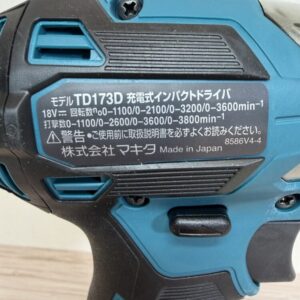 モデル TD173D 充電式インパクトドライバ
18V⎓ 回転数n₀0-1100/0-2100/0-3200/0-3600min⁻¹
打撃数0-1100/0-2600/0-3600/0-3800min⁻¹
⚠警告 ●ご使用前に取扱説明書を必ずよくお読みください。
株式会社マキタ Made in Japan
8586V4-4